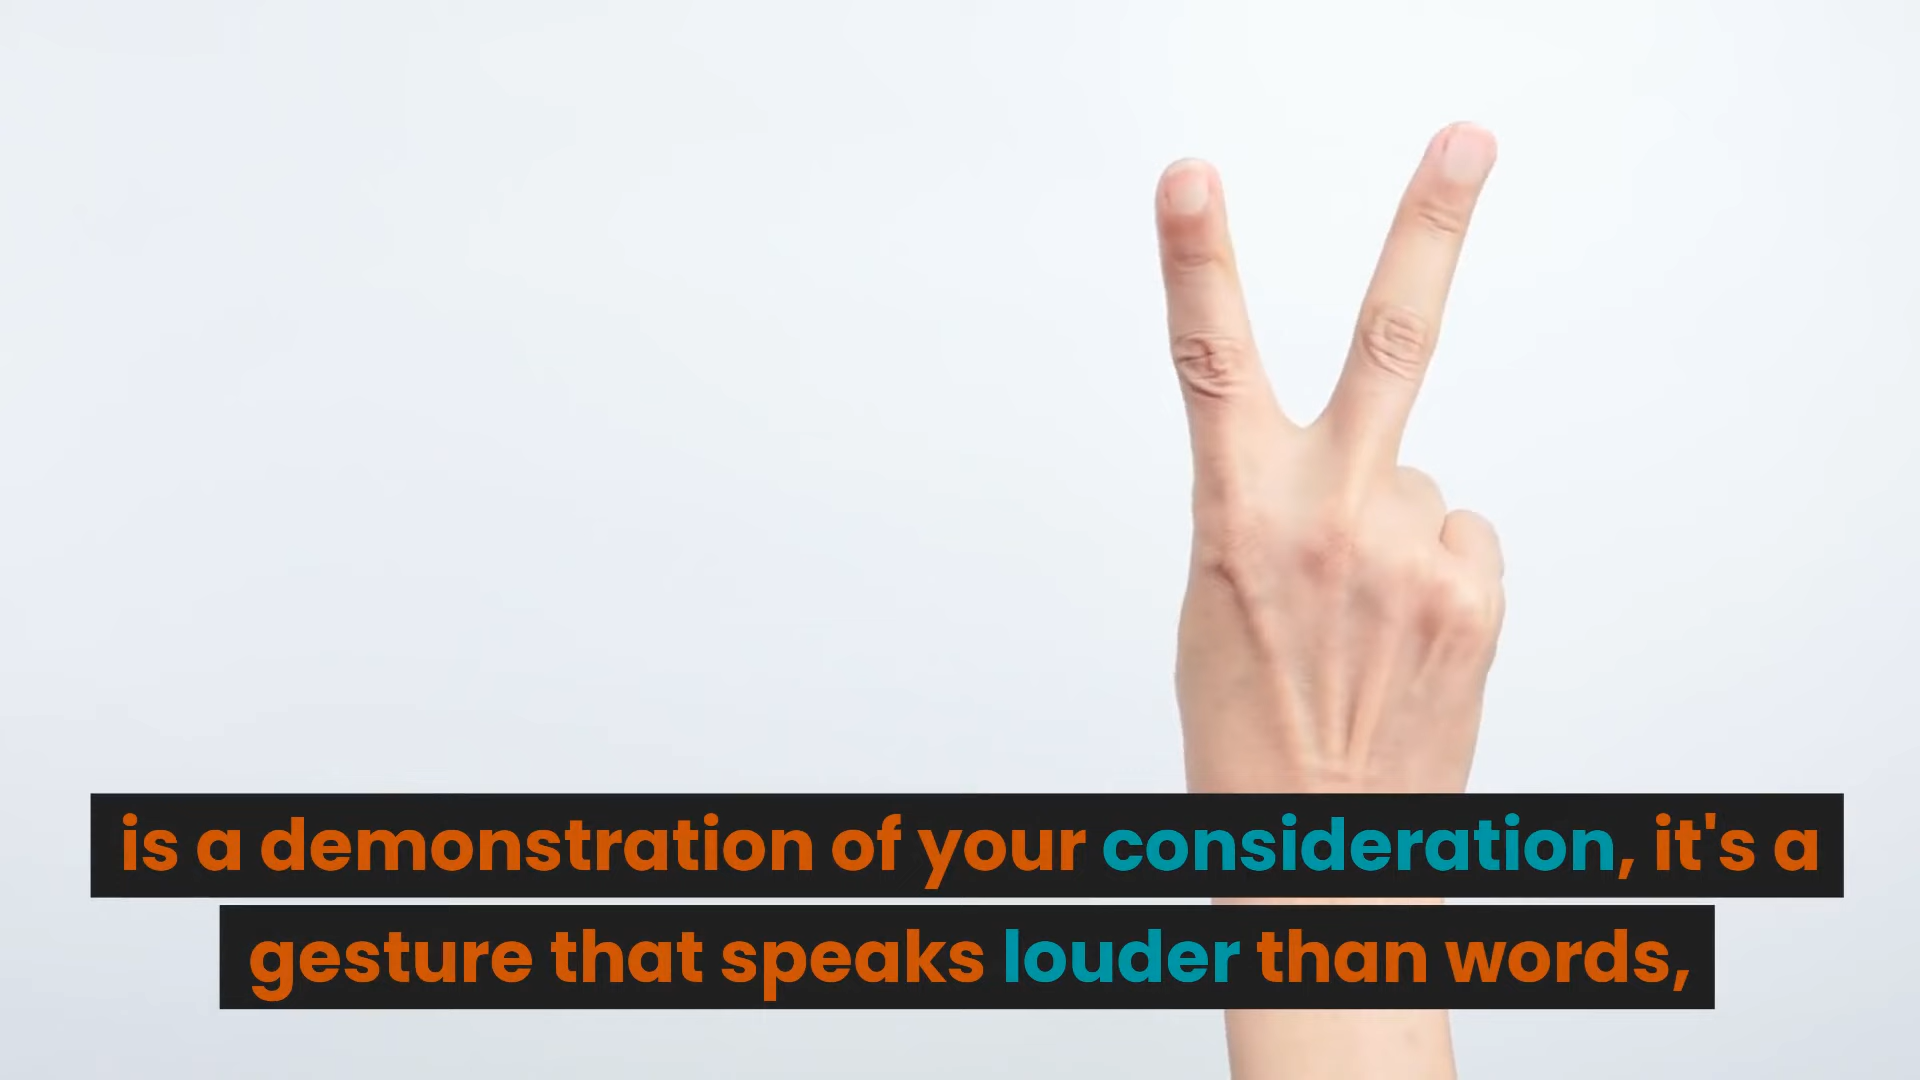 is a demonstration of your consideration, it's a
gesture that speaks louder than words,